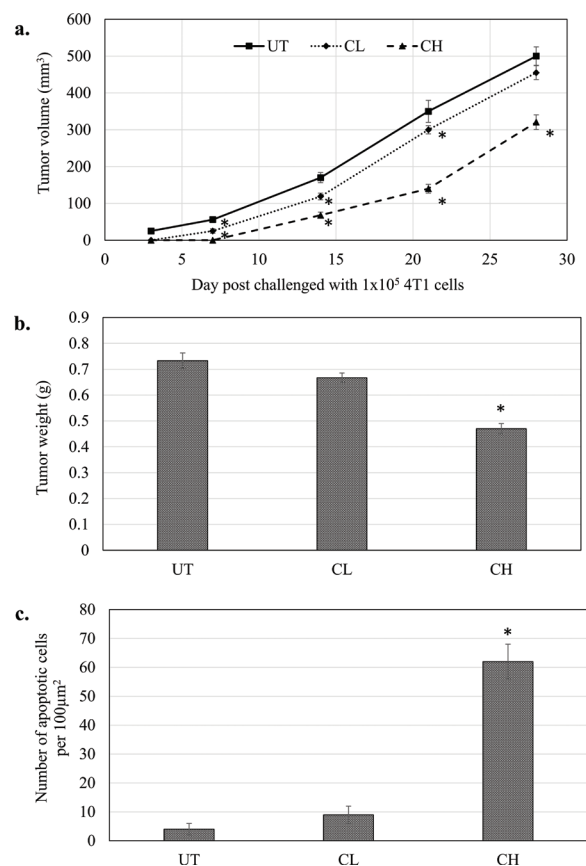 a.
600
500
400
300
200
100
0
Tumor volume (mm³)
UT CL CH
* * * * * * *
0 5 10 15 20 25 30
Day post challenged with 1x10⁵ 4T1 cells
b.
0.9
0.8
0.7
0.6
0.5
0.4
0.3
0.2
0.1
0
Tumor weight (g)
*
UT CL CH
c.
80
70
60
50
40
30
20
10
0
Number of apoptotic cells
per 100µm²
*
UT CL CH